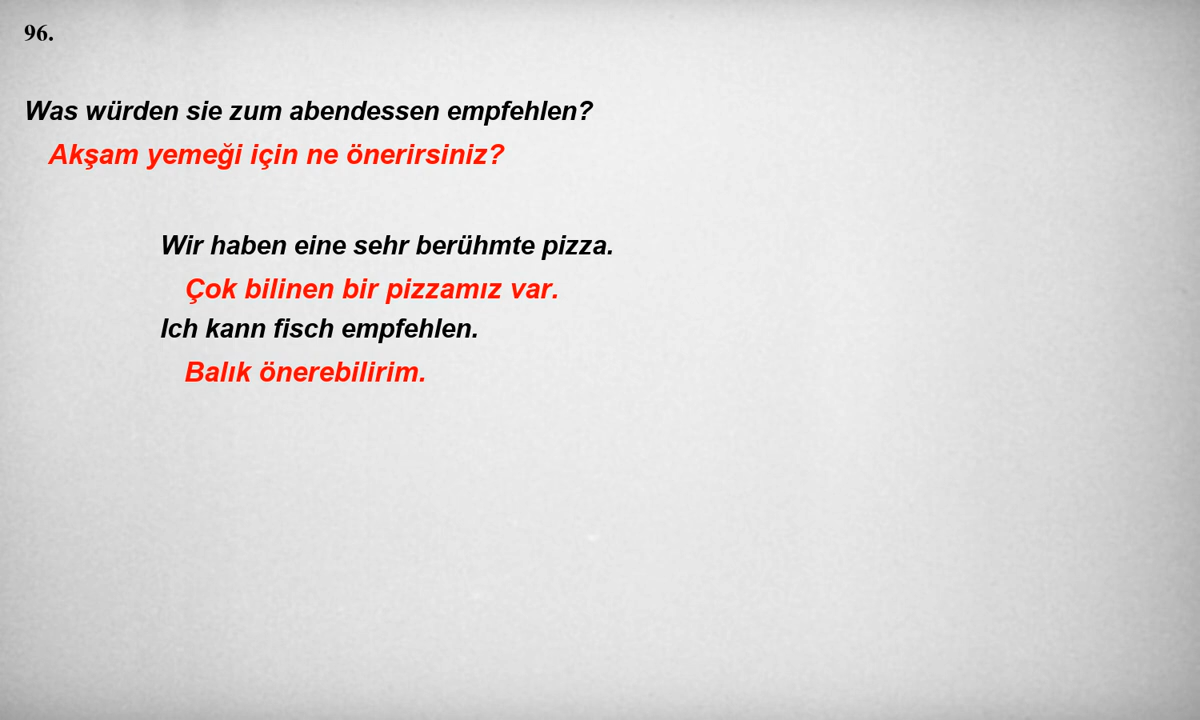 96.
Was würden sie zum abendessen empfehlen?
Akşam yemeği için ne önerirsiniz?
Wir haben eine sehr berühmte pizza.
Çok bilinen bir pizzamız var.
Ich kann fisch empfehlen.
Balık önerebilirim.